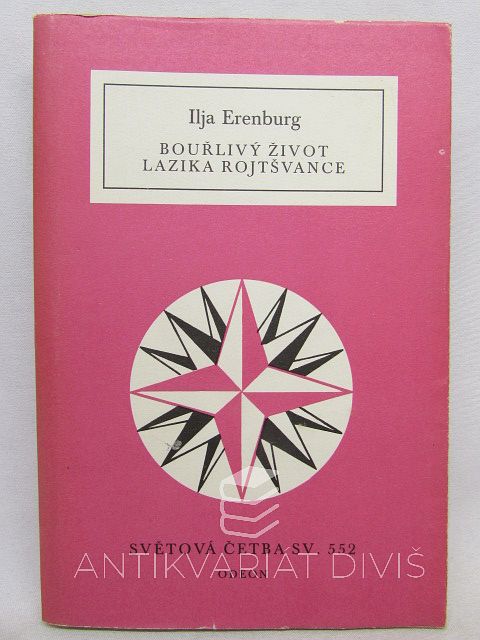 Ilja Erenburg
BOUŘLIVÝ ŽIVOT
LAZIKA ROJTŠVANCE
SVĚTOVÁ ČETBA SV. 552
ANTIKVARIÁT DIVIŠ
ODEON